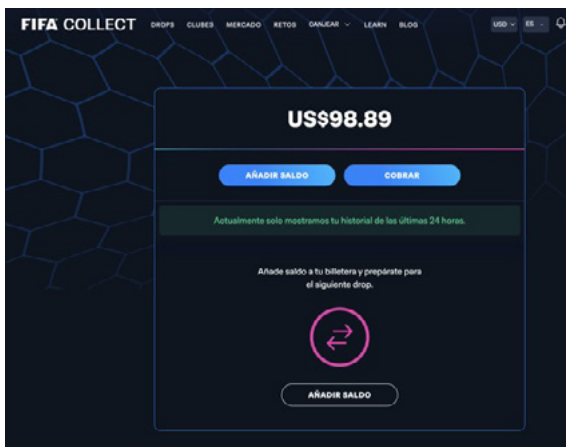 FIFA COLLECT DROPS CLUBES MERCADO RETOS CANJEAR LEARN BLOG USD ES
US$98.89
AÑADIR SALDO COBRAR
Actualmente solo mostramos tu historial de las últimas 24 horas.
Añade saldo a tu billetera y prepárate para
el siguiente drop.
AÑADIR SALDO